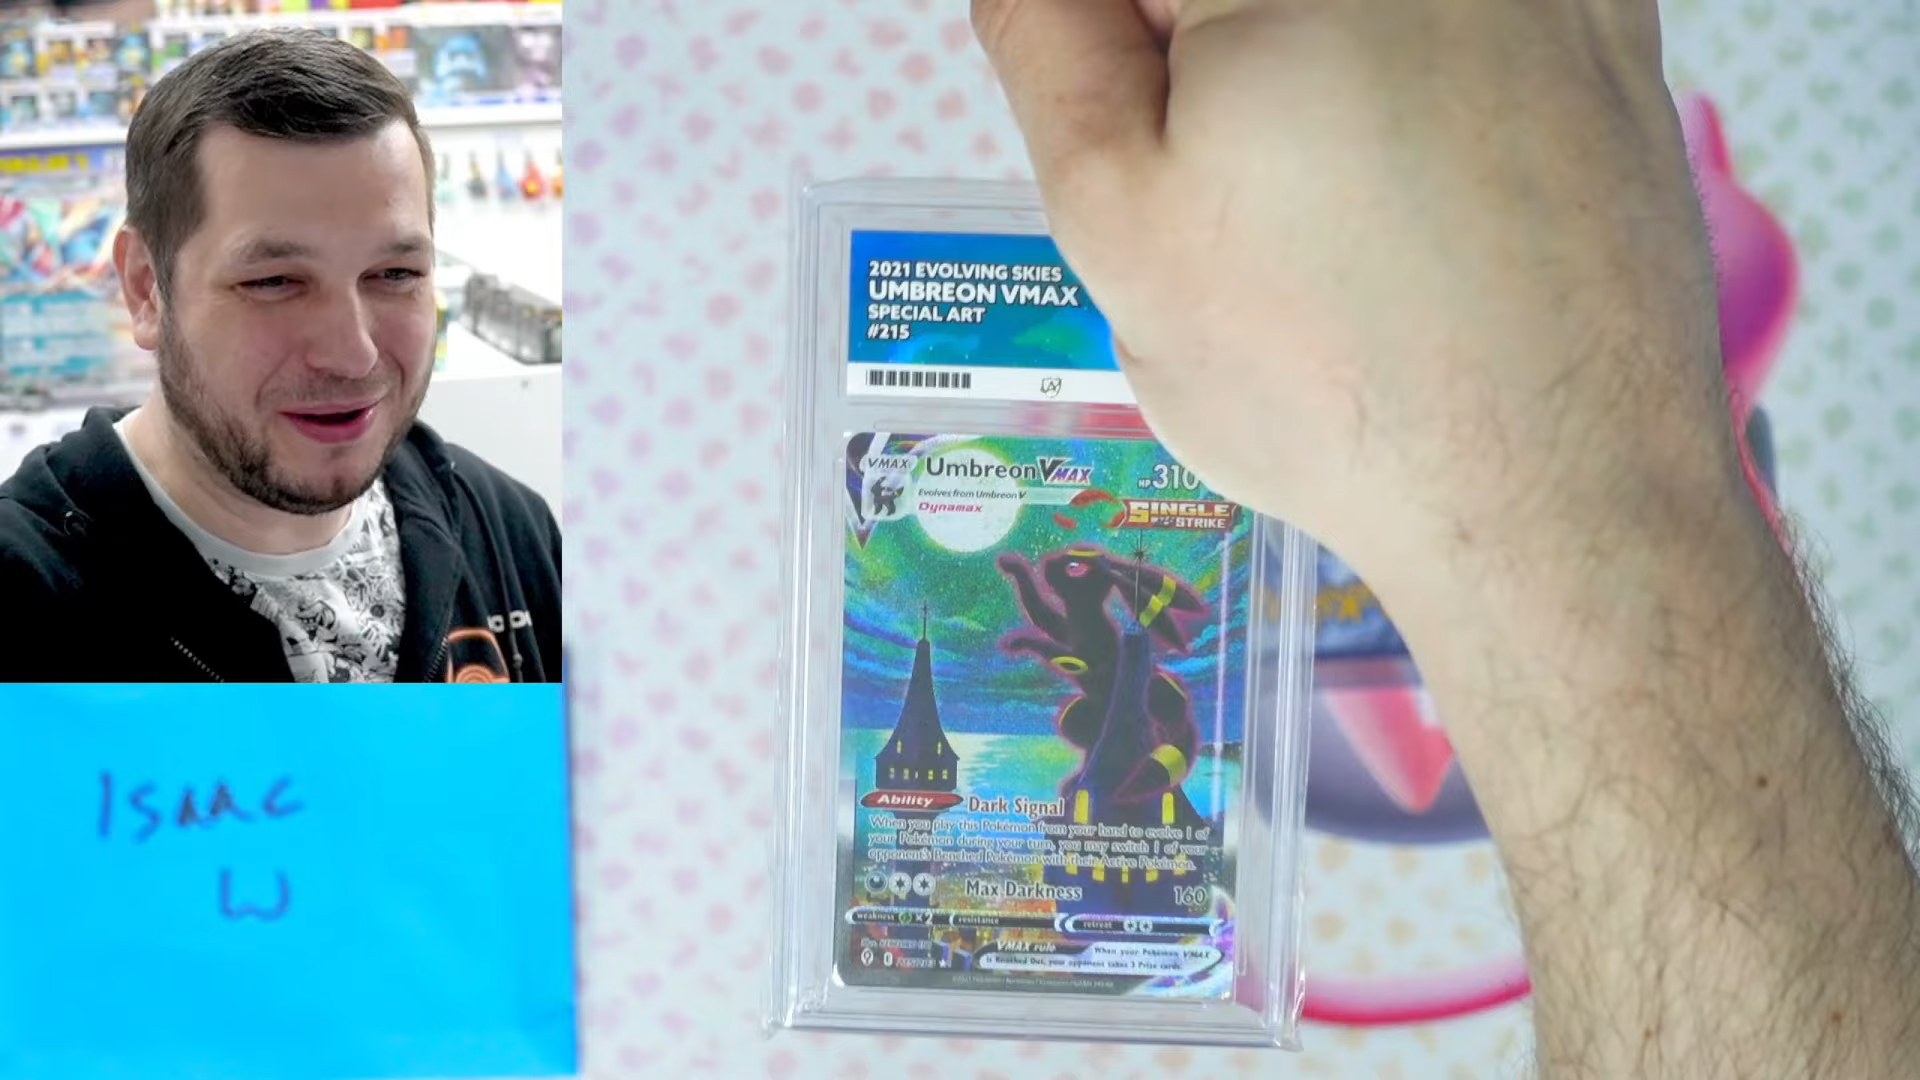 Isaac
W
2021 EVOLVING SKIES
UMBREON VMAX
SPECIAL ART
#215
VMAX
Umbreon VMAX
HP 310
Evolves from Umbreon V
Dynamax
SINGLE
STRIKE
Ability
Dark Signal
When you play this Pokémon from your hand to evolve 1 of
your Pokémon during your turn, you may switch 1 of your
opponent's Benched Pokémon with their Active Pokémon.
Max Darkness
160
weakness
×2
resistance
retreat
VMAX rule
When your Pokémon VMAX
is Knocked Out, your opponent takes 3 Prize cards.